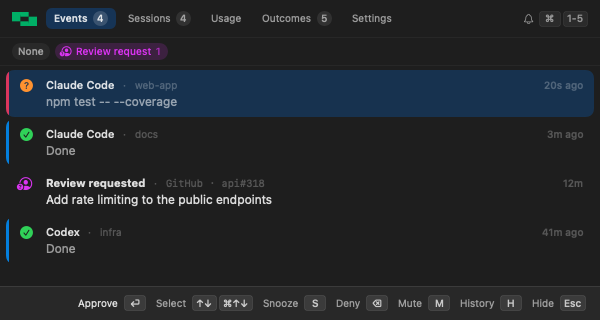 Events 4 Sessions 4 Usage Outcomes 5 Settings ⌘ 1-5
None Review request 1
? Claude Code · web-app 20s ago
npm test -- --coverage
Claude Code · docs 3m ago
Done
Review requested · GitHub · api#318 12m
Add rate limiting to the public endpoints
Codex · infra 41m ago
Done
Approve ↩ Select ↑↓ ⌘↑↓ Snooze S Deny ⌫ Mute M History H Hide Esc